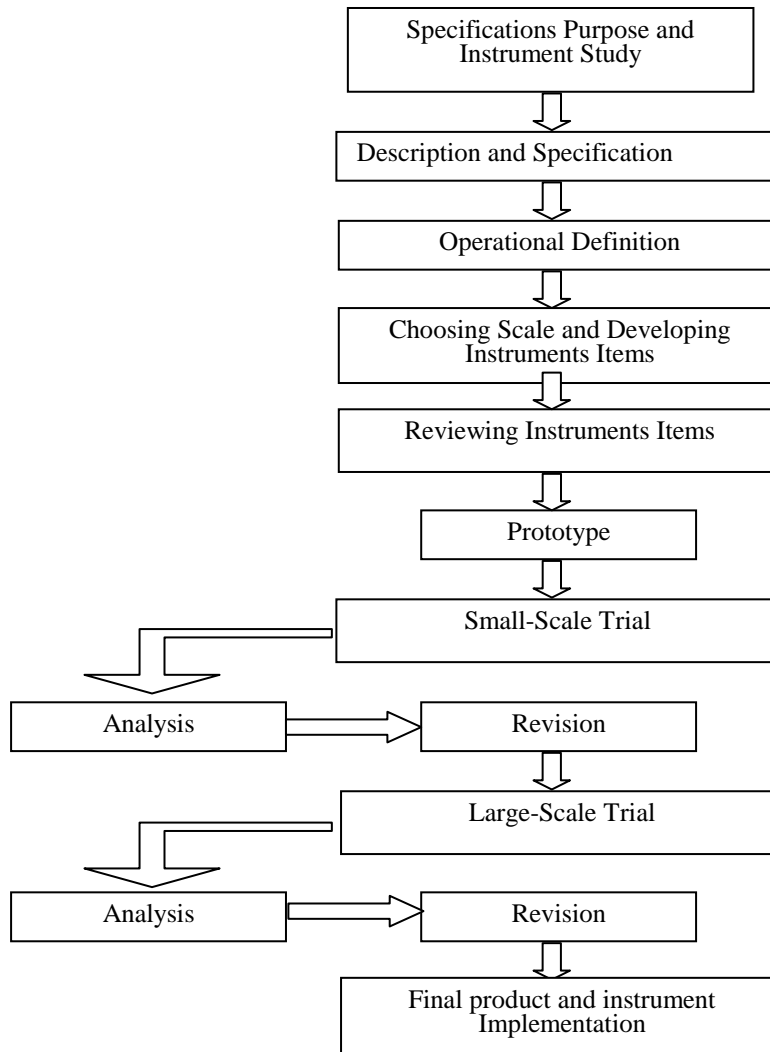 Specifications Purpose and
Instrument Study
Description and Specification
Operational Definition
Choosing Scale and Developing
Instruments Items
Reviewing Instruments Items
Prototype
Small-Scale Trial
Analysis
Revision
Large-Scale Trial
Analysis
Revision
Final product and instrument
Implementation